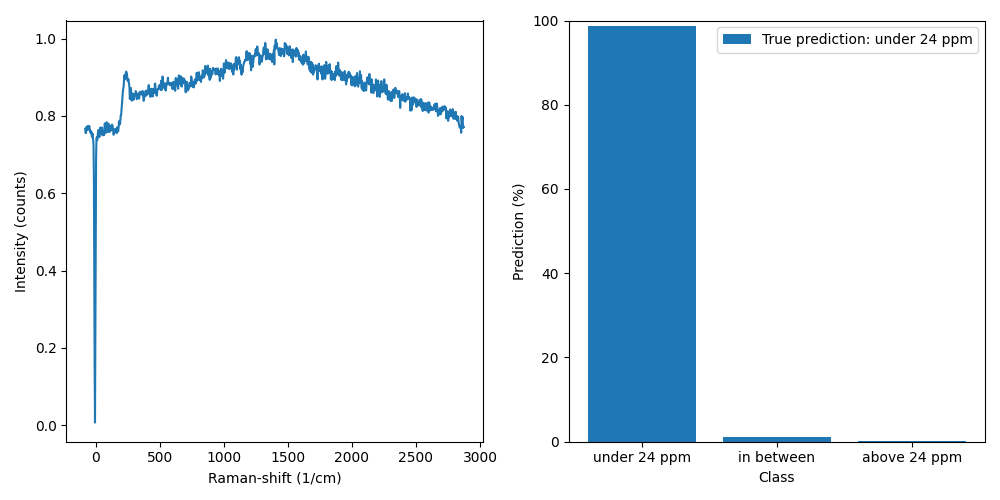 Intensity (counts)
1.0
0.8
0.6
0.4
0.2
0.0
0 500 1000 1500 2000 2500 3000
Raman-shift (1/cm)
Prediction (%)
100
80
60
40
20
0
True prediction: under 24 ppm
under 24 ppm in between above 24 ppm
Class